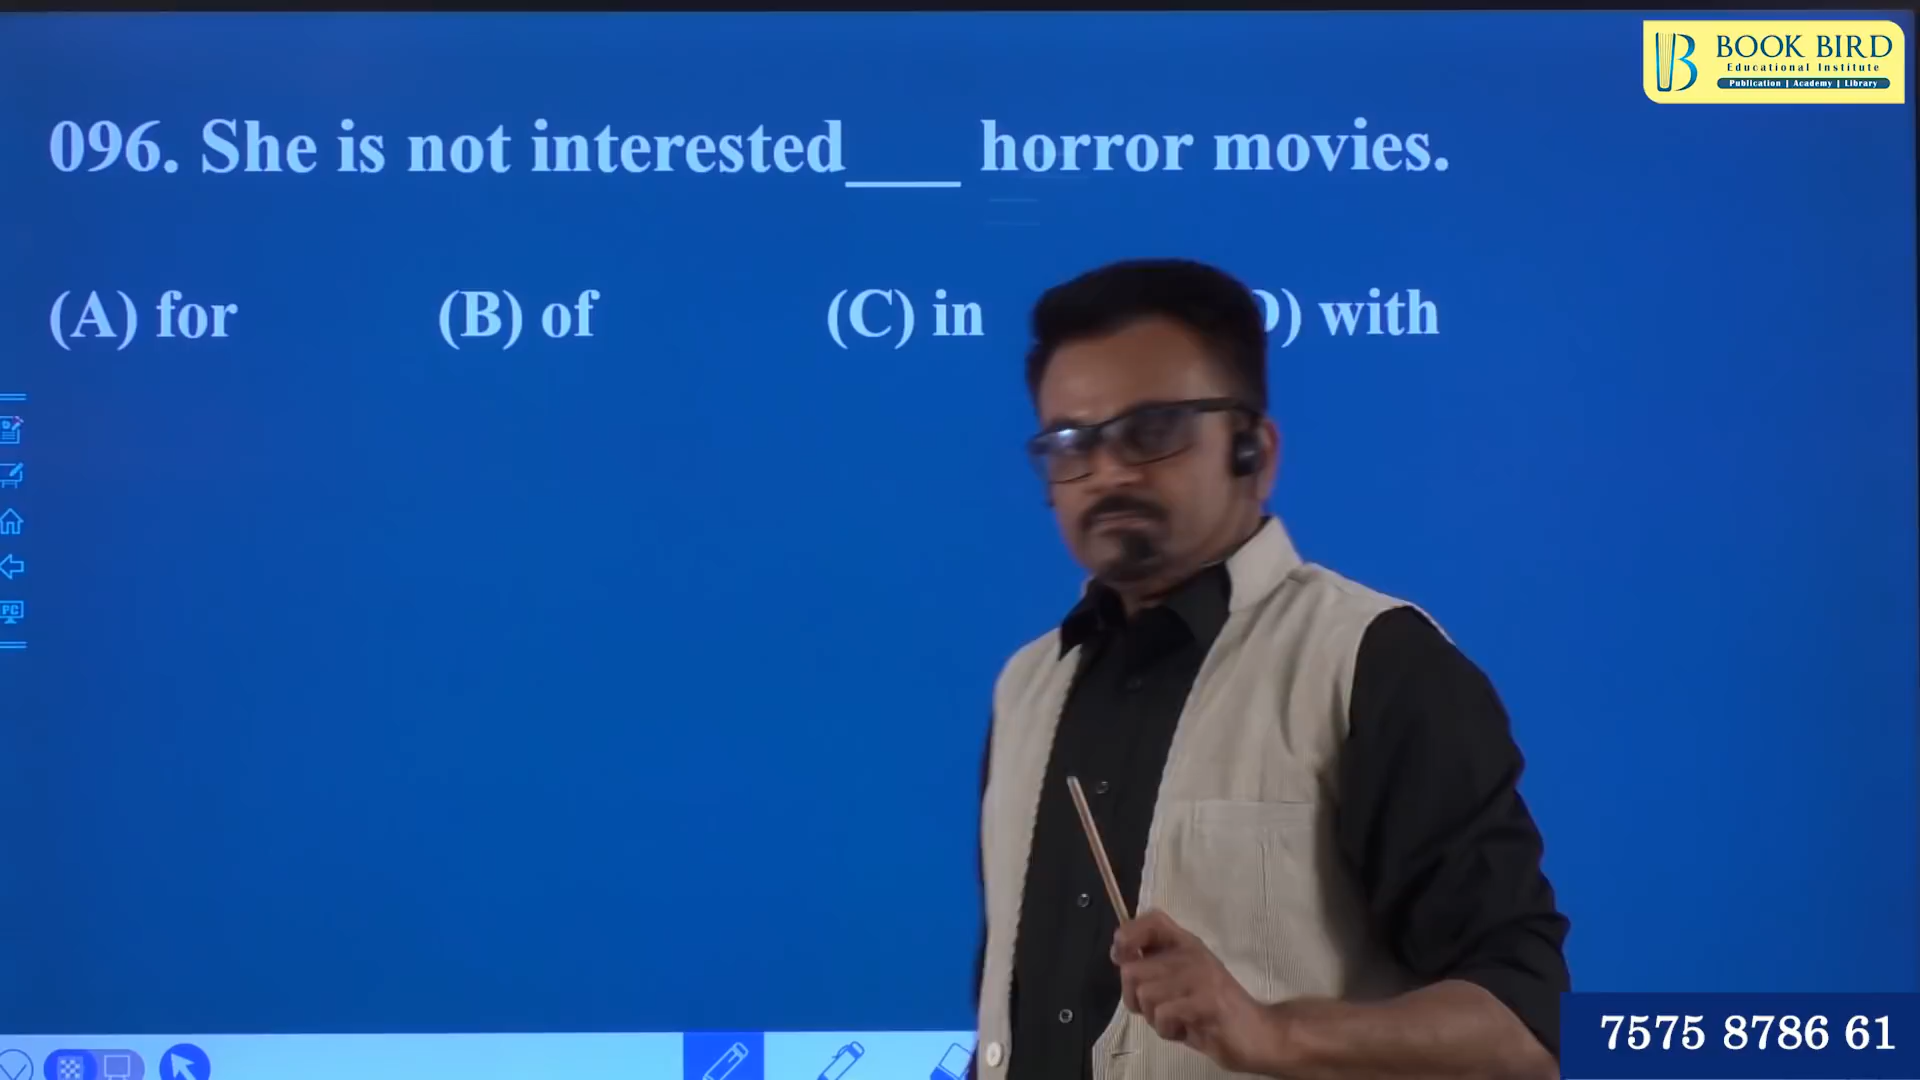 BOOK BIRD
Educational Institute
Publication | Academy | Library
096. She is not interested___ horror movies.
(A) for (B) of (C) in D) with
PC
7575 8786 61